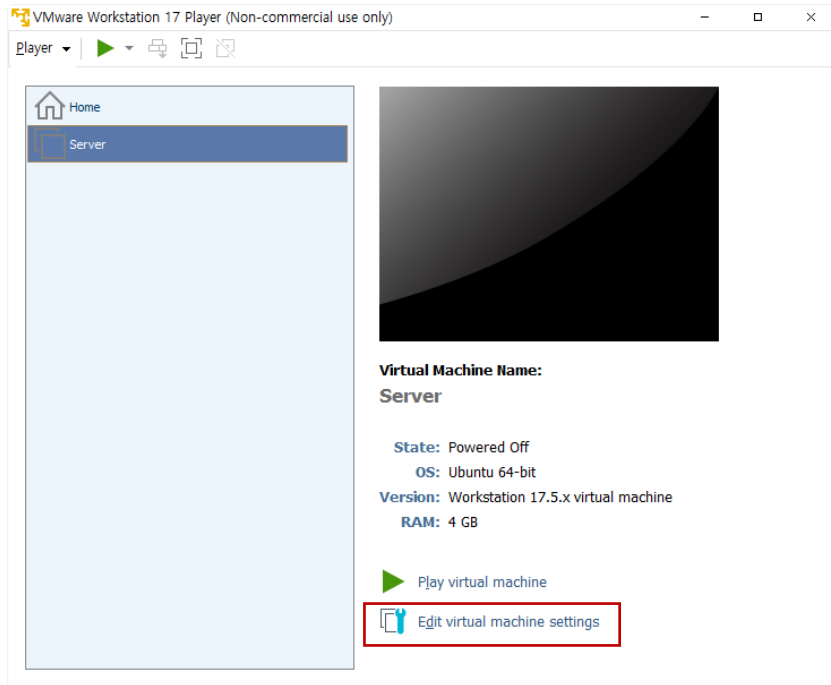 VMware Workstation 17 Player (Non-commercial use only)
Player
Home
Server
Virtual Machine Name:
Server
State: Powered Off
OS: Ubuntu 64-bit
Version: Workstation 17.5.x virtual machine
RAM: 4 GB
Play virtual machine
Edit virtual machine settings